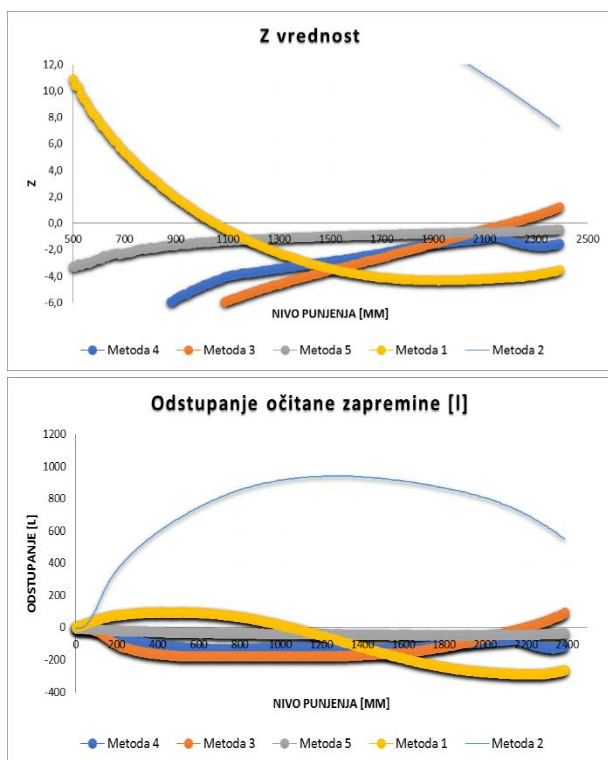 Z vrednost
12,0
10,0
8,0
6,0
4,0
2,0
0,0
-2,0
-4,0
-6,0
Z
500 700 900 1100 1300 1500 1700 1900 2100 2300 2500
NIVO PUNJENJA [MM]
Metoda 4 Metoda 3 Metoda 5 Metoda 1 Metoda 2
Odstupanje očitane zapremine [l]
1200
1000
800
600
400
200
0
-200
-400
ODSTUPANJE [L]
0 200 400 600 800 1000 1200 1400 1600 1800 2000 2200 2400
NIVO PUNJENJA [MM]
Metoda 4 Metoda 3 Metoda 5 Metoda 1 Metoda 2